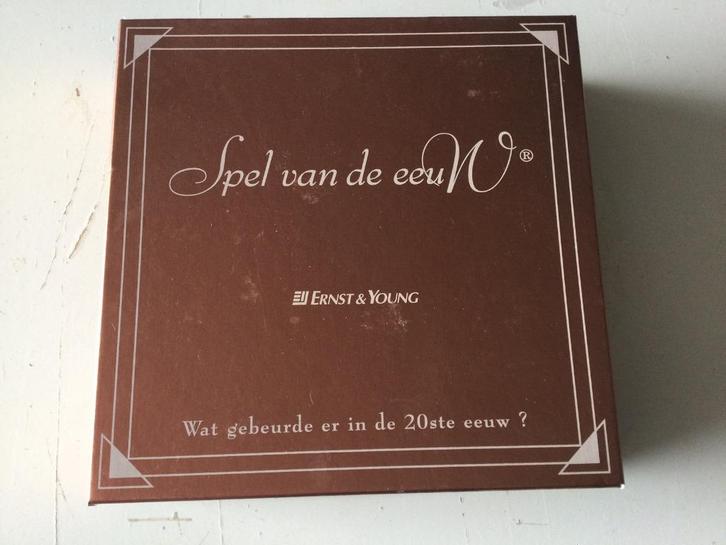 Spel van de eeuW®
ERNST & YOUNG
Wat gebeurde er in de 20ste eeuw ?